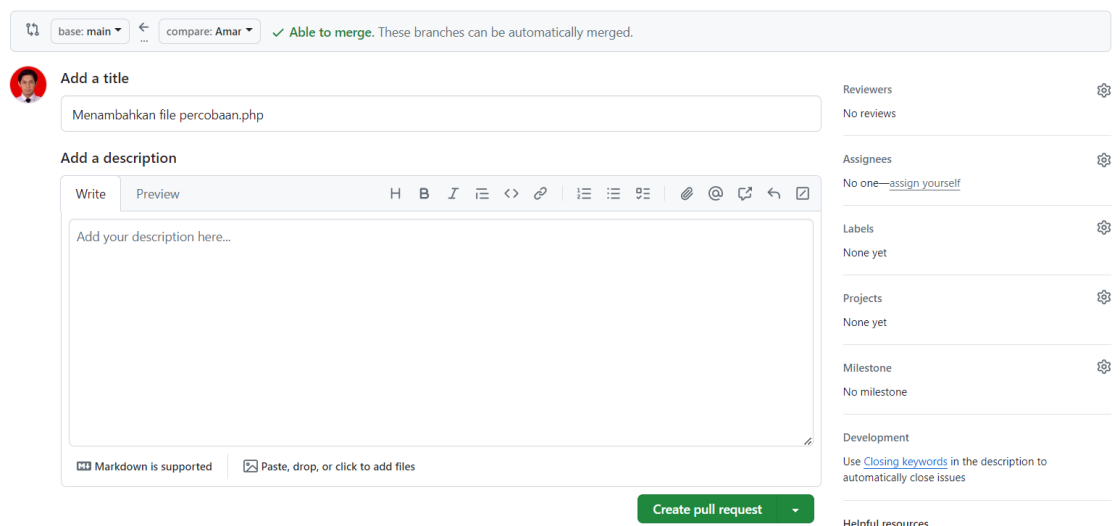 base: main ... compare: Amar Able to merge. These branches can be automatically merged.
Add a title
Menambahkan file percobaan.php
Add a description
Write Preview
Add your description here...
Markdown is supported Paste, drop, or click to add files
Create pull request
Reviewers
No reviews
Assignees
No one—assign yourself
Labels
None yet
Projects
None yet
Milestone
No milestone
Development
Use Closing keywords in the description to
automatically close issues
Helpful resources